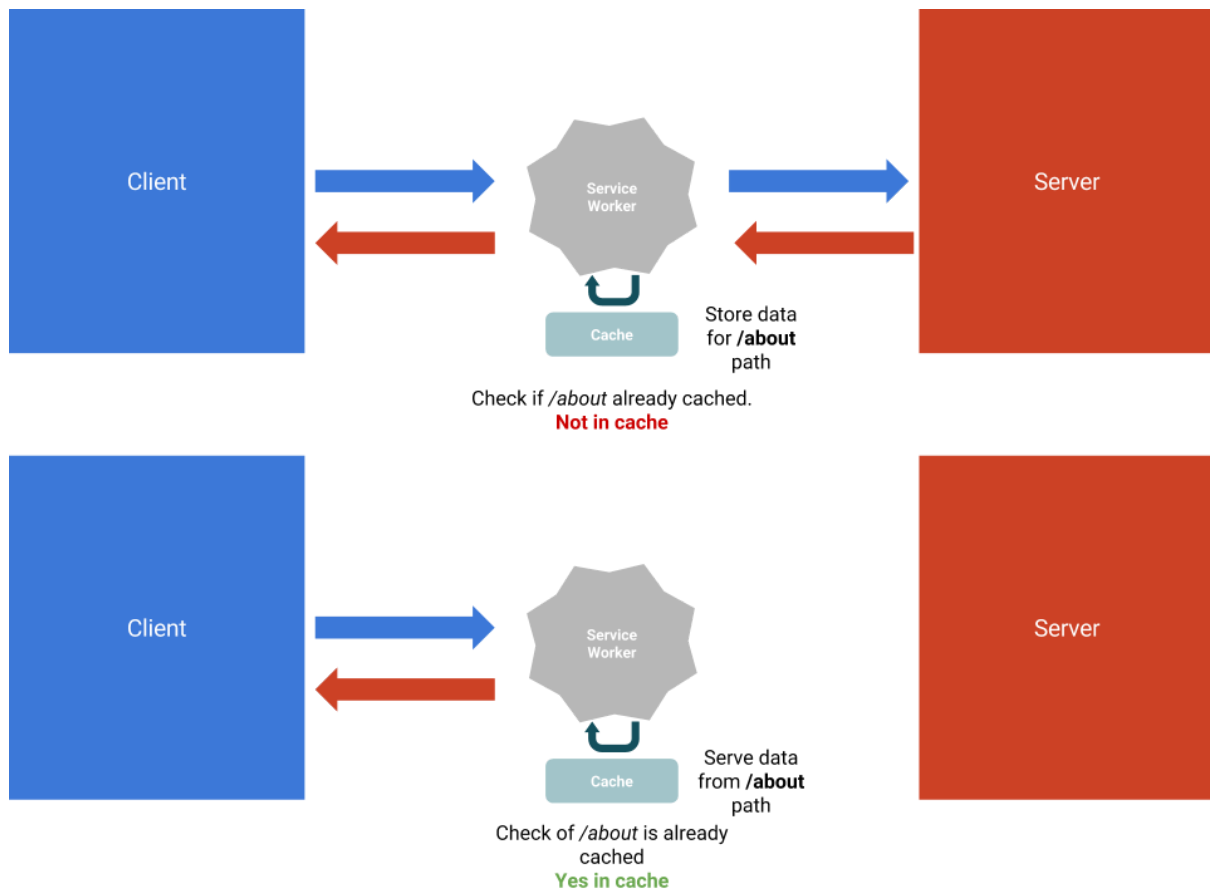 Client
Service
Worker
Server
Cache
Store data
for /about
path
Check if /about already cached.
Not in cache
Client
Service
Worker
Server
Cache
Serve data
from /about
path
Check of /about is already
cached
Yes in cache